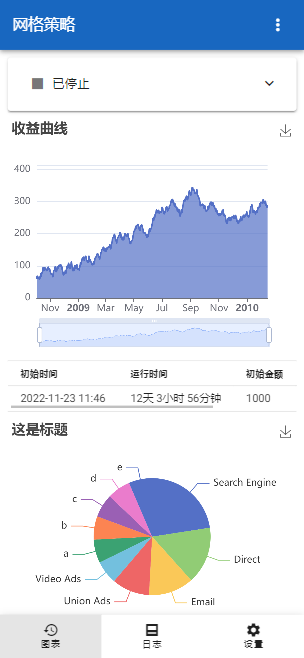 网格策略
已停止
收益曲线
400
300
200
100
0
Nov 2009 Mar May Jul Sep Nov 2010
初始时间 运行时间 初始金额
2022-11-23 11:46 12天 3小时 56分钟 1000
这是标题
e
d
Search Engine
c
b
a
Direct
Video Ads
Union Ads
Email
图表 日志 设置